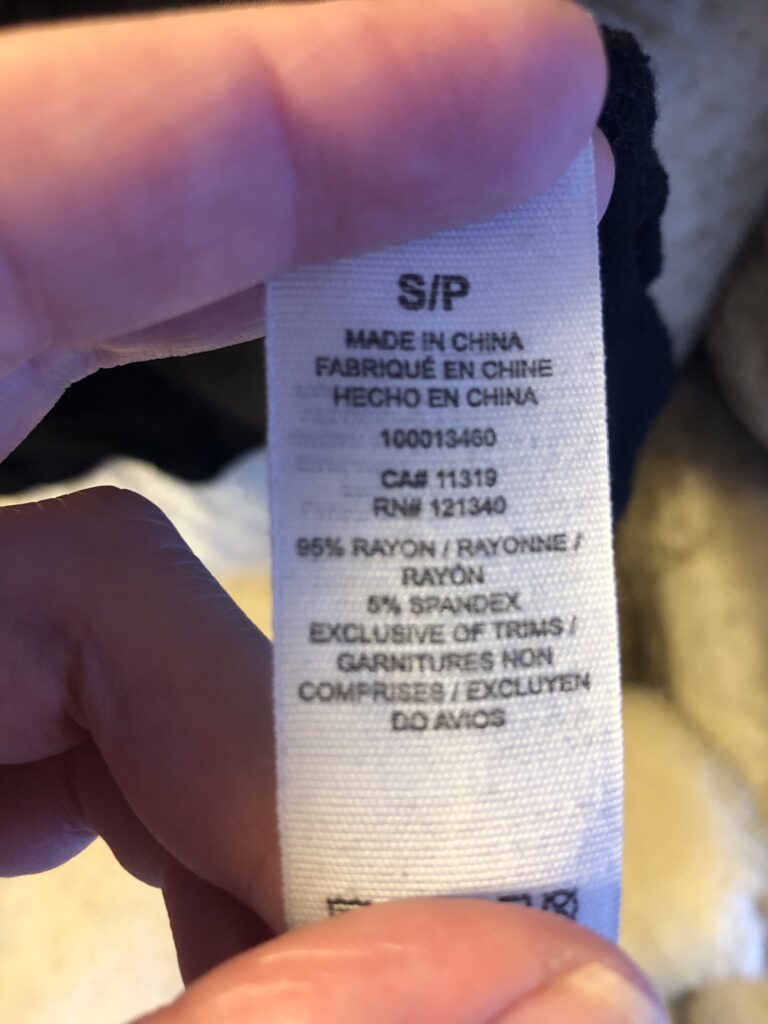 S/P
MADE IN CHINA
FABRIQUÉ EN CHINE
HECHO EN CHINA
100013460
CA# 11319
RN# 121340
95% RAYON / RAYONNE /
RAYÓN
5% SPANDEX
EXCLUSIVE OF TRIMS /
GARNITURES NON
COMPRISES / EXCLUYEN
DO AVIOS